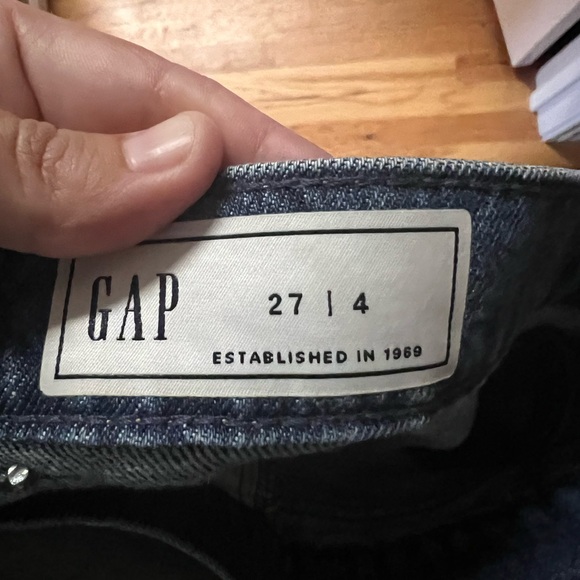 GAP
27 | 4
ESTABLISHED IN 1969